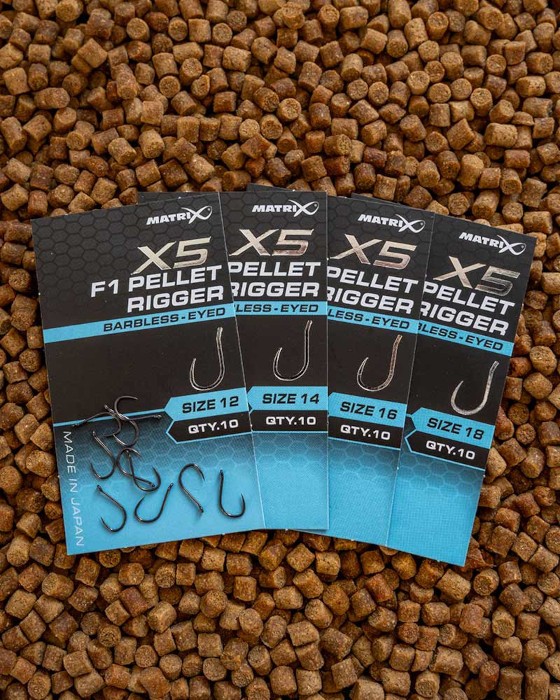 MATRIX
X5
F1 PELLET
RIGGER
BARBLESS-EYED
SIZE 12
QTY.10
MADE IN JAPAN
MATRIX
X5
PELLET
RIGGER
LESS-EYED
SIZE 14
QTY.10
MATRIX
X5
PELLET
RIGGER
LESS-EYED
SIZE 16
QTY.10
MATRIX
X5
PELLET
RIGGER
LESS-EYED
SIZE 18
QTY.10